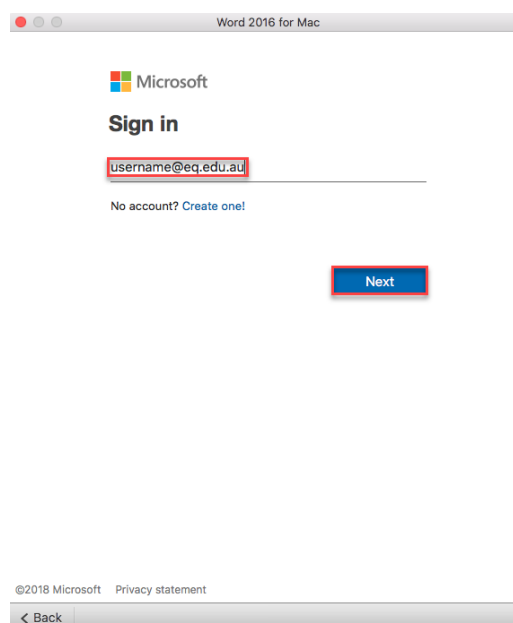 Word 2016 for Mac
Microsoft
Sign in
username@eq.edu.au
No account? Create one!
Next
©2018 Microsoft Privacy statement
Back